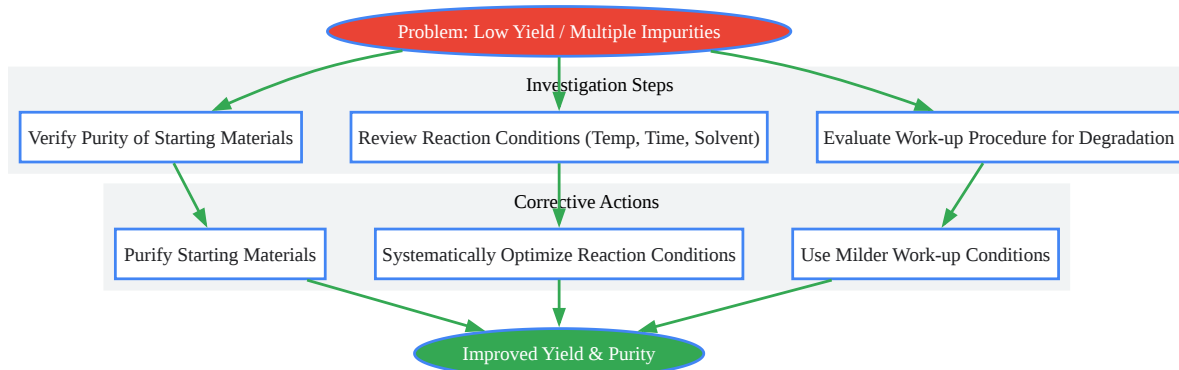 Problem: Low Yield / Multiple Impurities
Investigation Steps
Verify Purity of Starting Materials
Review Reaction Conditions (Temp, Time, Solvent)
Evaluate Work-up Procedure for Degradation
Corrective Actions
Purify Starting Materials
Systematically Optimize Reaction Conditions
Use Milder Work-up Conditions
Improved Yield & Purity